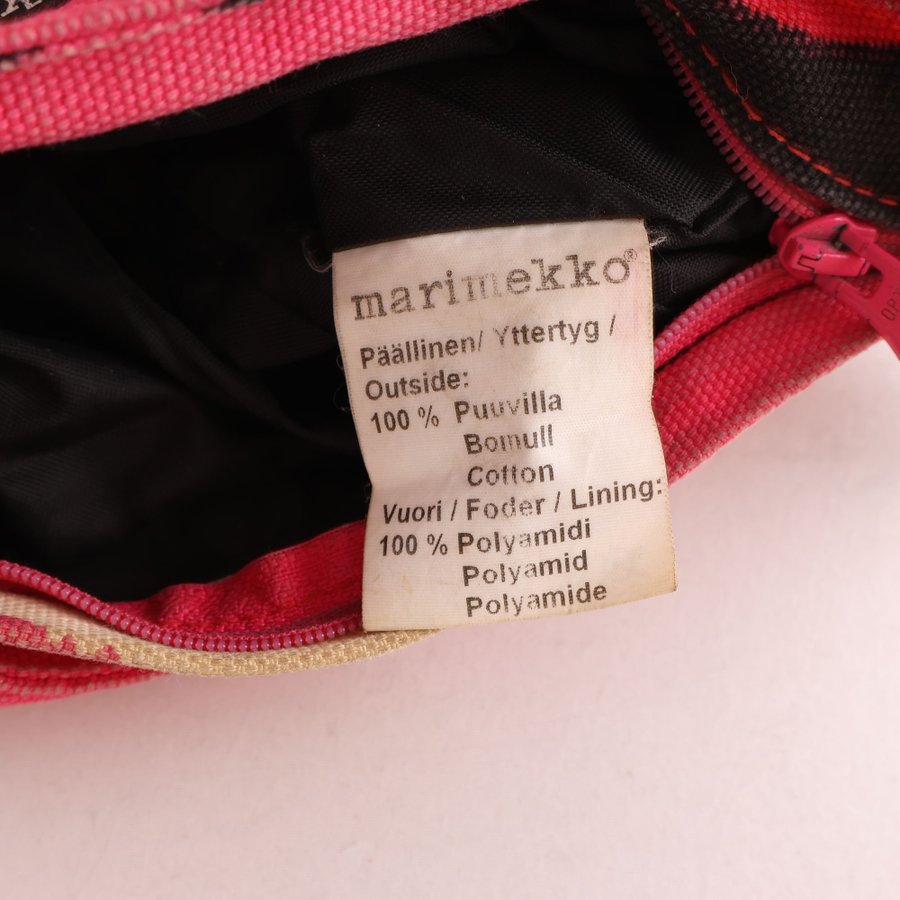 marimekko®
Päällinen/ Yttertyg /
Outside:
100 % Puuvilla
Bomull
Cotton
Vuori / Foder / Lining:
100 % Polyamidi
Polyamid
Polyamide